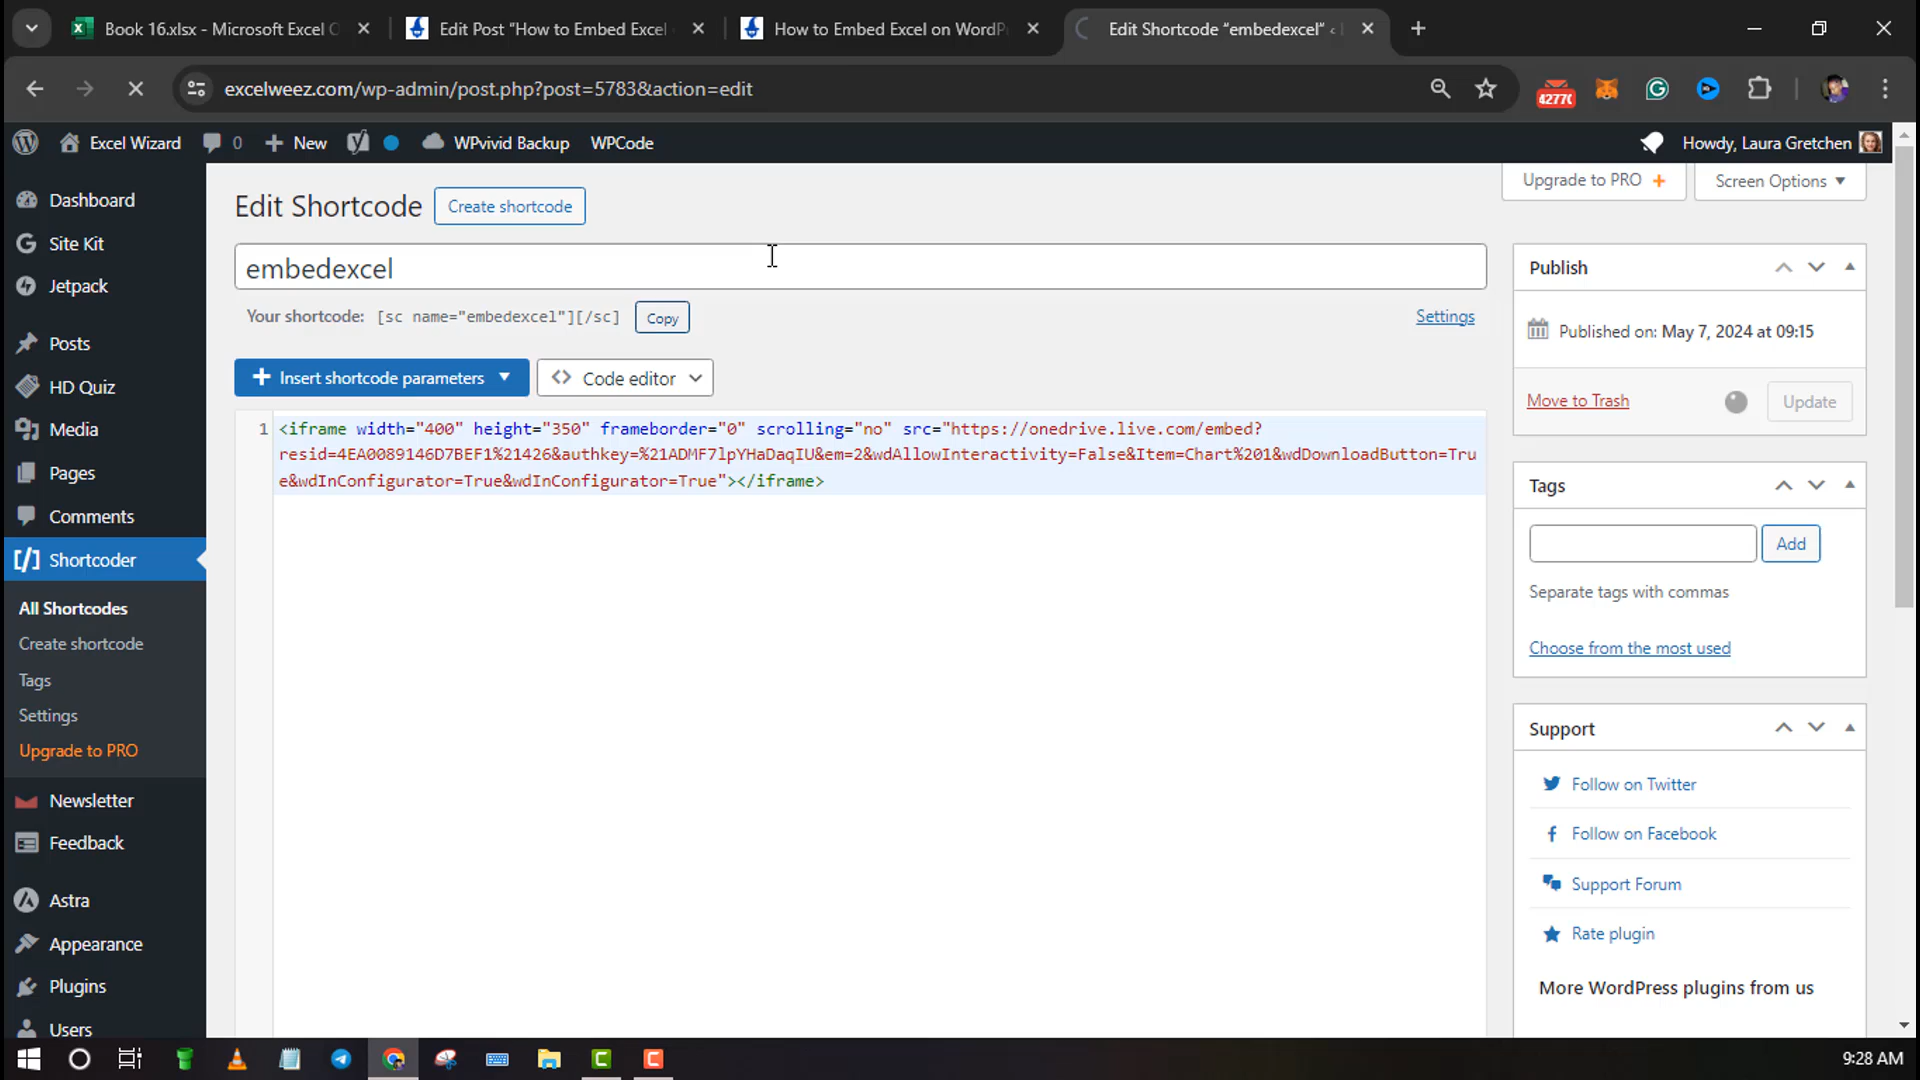 Book 16.xlsx - Microsoft Excel O
Edit Post “How to Embed Excel
How to Embed Excel on WordPr
Edit Shortcode “embedexcel” ‹
excelweez.com/wp-admin/post.php?post=5783&action=edit
4277(
Excel Wizard
0
New
WPvivid Backup
WPCode
Howdy, Laura Gretchen
Dashboard
Site Kit
Jetpack
Posts
HD Quiz
Media
Pages
Comments
[/] Shortcoder
All Shortcodes
Create shortcode
Tags
Settings
Upgrade to PRO
Newsletter
Feedback
Astra
Appearance
Plugins
Users
Upgrade to PRO +
Screen Options
Edit Shortcode
Create shortcode
embedexcel
Your shortcode: [sc name="embedexcel"][/sc]
Copy
Settings
+ Insert shortcode parameters
<> Code editor
1 <iframe width="400" height="350" frameborder="0" scrolling="no" src="https://onedrive.live.com/embed?
resid=4EA0089146D7BEF1%21426&authkey=%21ADMF7lpYHaDaqIU&em=2&wdAllowInteractivity=False&Item=Chart%201&wdDownloadButton=Tru
e&wdInConfigurator=True&wdInConfigurator=True"></iframe>
Publish
Published on: May 7, 2024 at 09:15
Move to Trash
Update
Tags
Add
Separate tags with commas
Choose from the most used
Support
Follow on Twitter
Follow on Facebook
Support Forum
Rate plugin
More WordPress plugins from us
9:28 AM